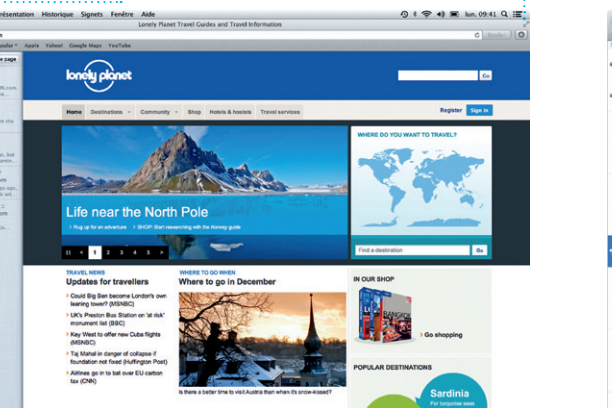 Présentation Historique Signets Fenêtre Aide
lun. 09:41
Lonely Planet Travel Guides and Travel Information
Reader
Apple Yahoo! Google Maps YouTube
lonely planet
Go
Home Destinations Community Shop Hotels & hostels Travel services
Register Sign in
Life near the North Pole
Rug up for an adventure SHOP: Start researching with the Norway guide
1 2 3 4 5
WHERE DO YOU WANT TO TRAVEL?
Find a destination Go
TRAVEL NEWS
Updates for travellers
Could Big Ben become London's own
leaning tower? (MSNBC)
UK's Preston Bus Station on 'at risk'
monument list (BBC)
Key West to offer new Cuba flights
(MSNBC)
Taj Mahal in danger of collapse if
foundation not fixed (Huffington Post)
Airlines go in to bat over EU carbon
tax (CNN)
WHERE TO GO WHEN
Where to go in December
Is there a better time to visit Austria than when it's snow-kissed?
IN OUR SHOP
BANGKOK
Go shopping
POPULAR DESTINATIONS
Sardinia
For turquoise seas